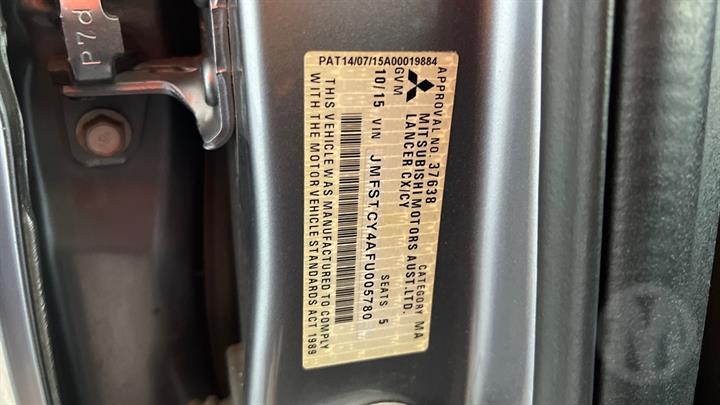 P7d
PAT14/07/15A00019884
APPROVAL NO. 37638 CATEGORY MA
MITSUBISHI MOTORS AUST.LTD.
LANCER CX/CY
GVM SEATS 5
10/15 VIN JMFSTCY4AFU005780
THIS VEHICLE WAS MANUFACTURED TO COMPLY
WITH THE MOTOR VEHICLE STANDARDS ACT 1989